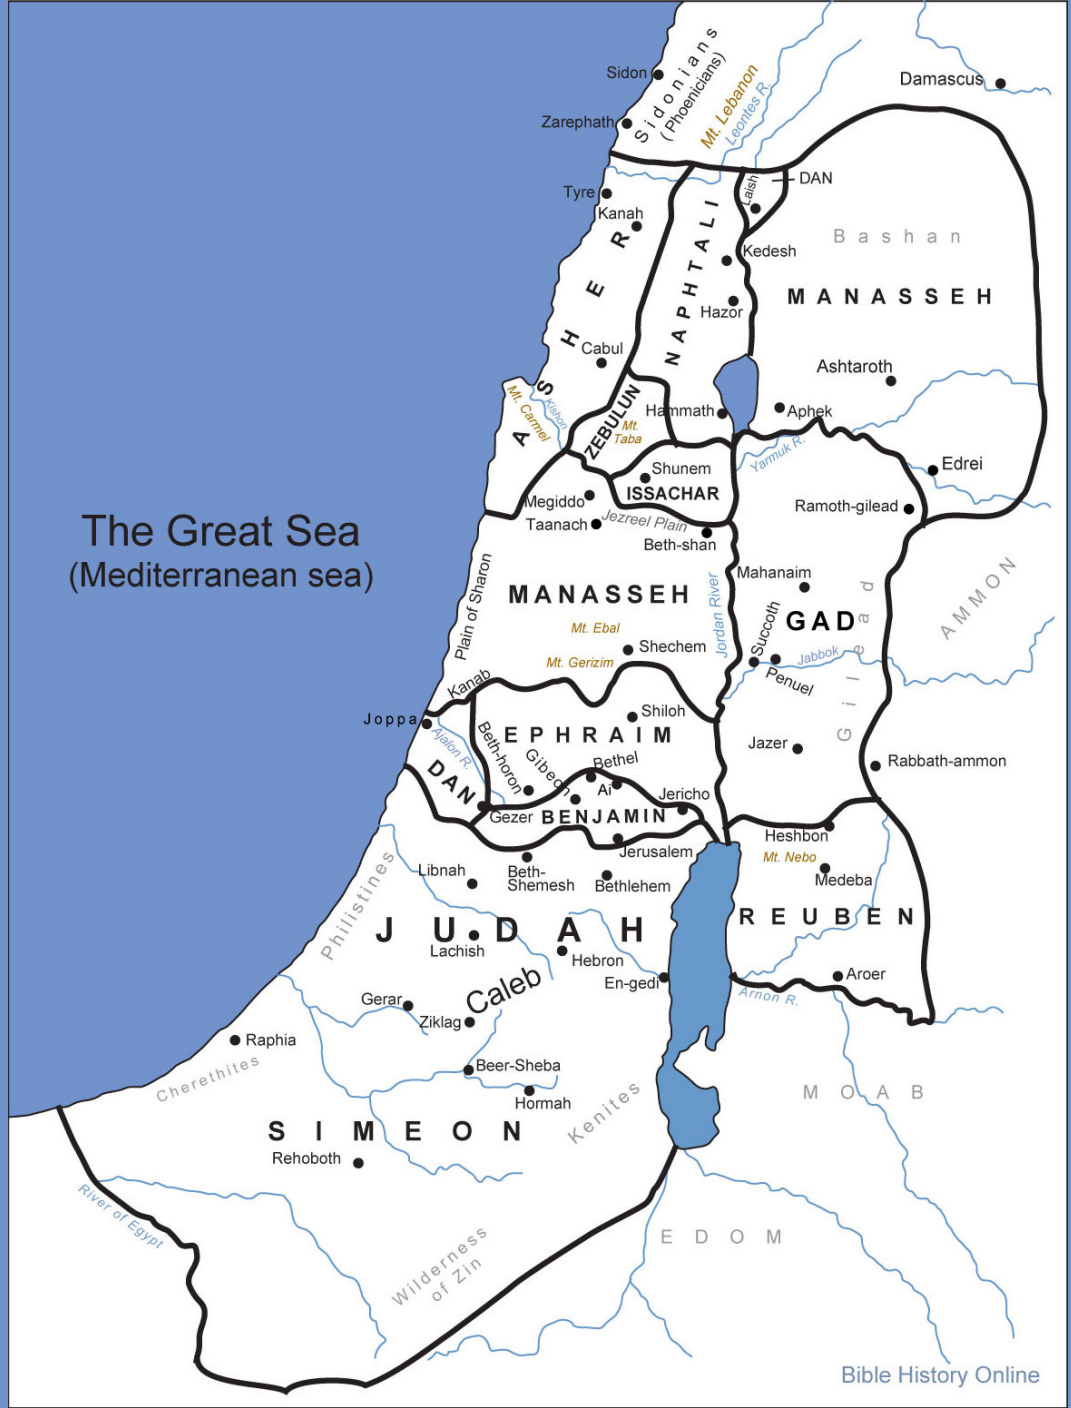 Sidonians
(Phoenicians)
Sidon
Mt. Lebanon
Leontes R.
Damascus
Zarephath
Tyre
Kanah
Laish
DAN
Bashan
Kedesh
NAPHTALI
ASHER
MANASSEH
Hazor
Cabul
Ashtaroth
Mt. Carmel
Kishon
ZEBULUN
Mt.
Taba
Hammath
Aphek
Yarmuk R.
Edrei
Shunem
ISSACHAR
Megiddo
Taanach
Jezreel Plain
Ramoth-gilead
Beth-shan
The Great Sea
(Mediterranean sea)
Plain of Sharon
MANASSEH
Jordan River
Mahanaim
Gilead
AMMON
Mt. Ebal
Succoth
GAD
Mt. Gerizim
Shechem
Jabbok
Penuel
Kanab
Joppa
Shiloh
Ajalon R.
Beth-horon
EPHRAIM
Gibeon
Bethel
Jazer
Rabbath-ammon
DAN
Ai
Jericho
Gezer
BENJAMIN
Heshbon
Jerusalem
Mt. Nebo
Philistines
Libnah
Beth-
Shemesh
Bethlehem
Medeba
JUDAH
REUBEN
Lachish
Hebron
En-gedi
Aroer
Arnon R.
Caleb
Gerar
Ziklag
Raphia
Cherethites
Beer-Sheba
Hormah
Kenites
MOAB
SIMEON
Rehoboth
River of Egypt
Wilderness
of Zin
EDOM
Bible History Online